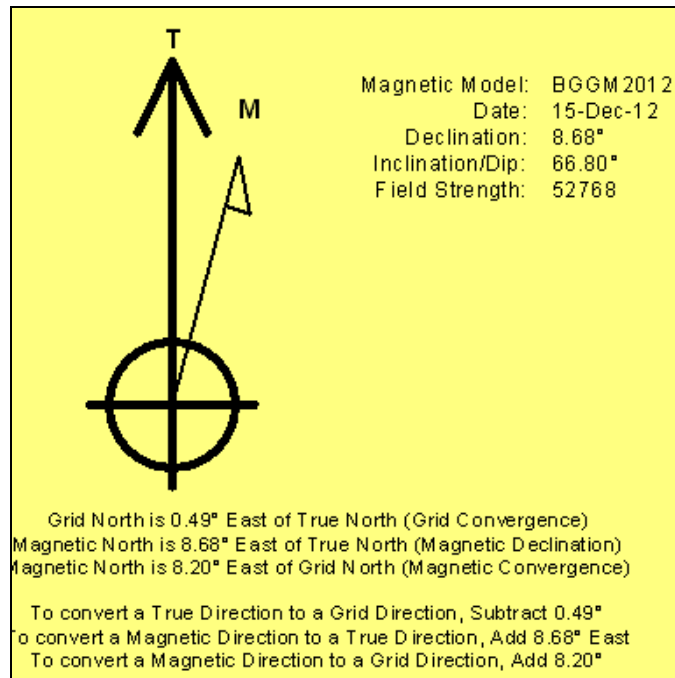 T
M
Magnetic Model: BGGM2012
Date: 15-Dec-12
Declination: 8.68°
Inclination/Dip: 66.80°
Field Strength: 52768
Grid North is 0.49° East of True North (Grid Convergence)
Magnetic North is 8.68° East of True North (Magnetic Declination)
Magnetic North is 8.20° East of Grid North (Magnetic Convergence)
To convert a True Direction to a Grid Direction, Subtract 0.49°
To convert a Magnetic Direction to a True Direction, Add 8.68° East
To convert a Magnetic Direction to a Grid Direction, Add 8.20°